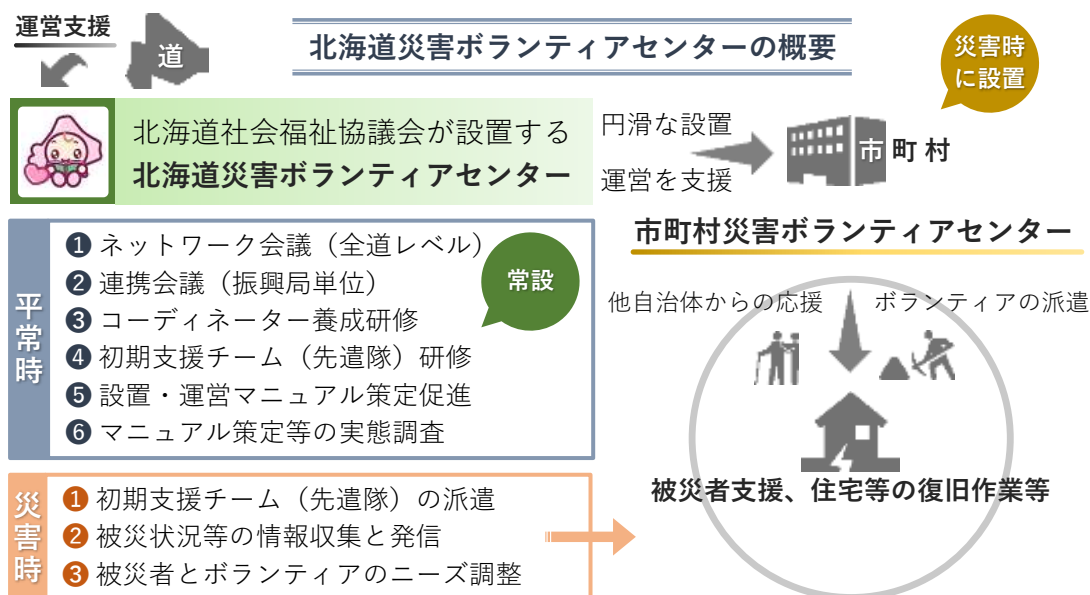 運営支援
道
北海道災害ボランティアセンターの概要
災害時
に設置
北海道社会福祉協議会が設置する
北海道災害ボランティアセンター
円滑な設置
運営を支援
市町村
平常時
❶ ネットワーク会議（全道レベル）
❷ 連携会議（振興局単位）
❸ コーディネーター養成研修
❹ 初期支援チーム（先遣隊）研修
❺ 設置・運営マニュアル策定促進
❻ マニュアル策定等の実態調査
常設
災害時
❶ 初期支援チーム（先遣隊）の派遣
❷ 被災状況等の情報収集と発信
❸ 被災者とボランティアのニーズ調整
市町村災害ボランティアセンター
他自治体からの応援
ボランティアの派遣
被災者支援、住宅等の復旧作業等